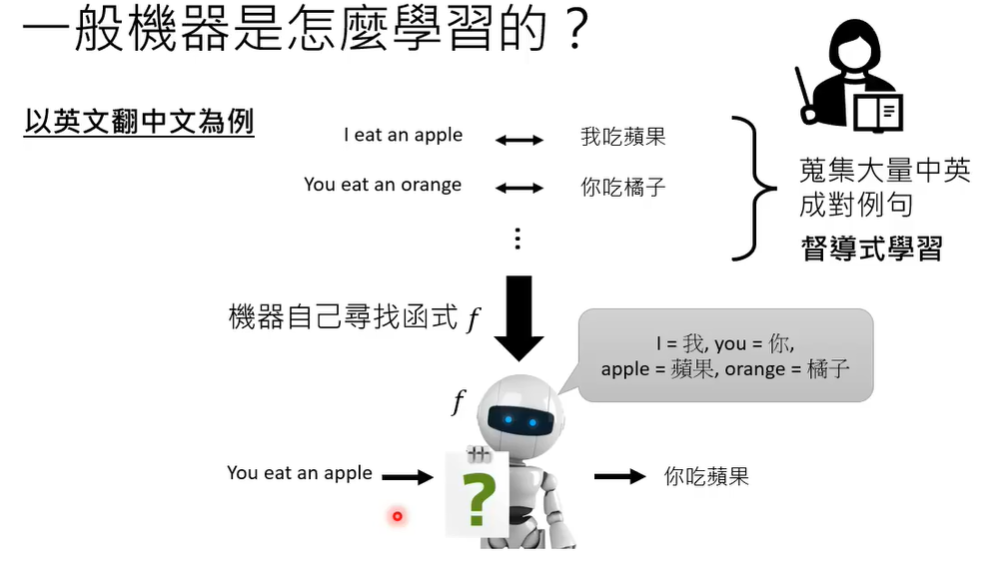 一般機器是怎麼學習的？
以英文翻中文為例
I eat an apple ↔ 我吃蘋果
You eat an orange ↔ 你吃橘子
⋮
蒐集大量中英
成對例句
督導式學習
機器自己尋找函式 f
I = 我, you = 你,
apple = 蘋果, orange = 橘子
f
You eat an apple → ? → 你吃蘋果